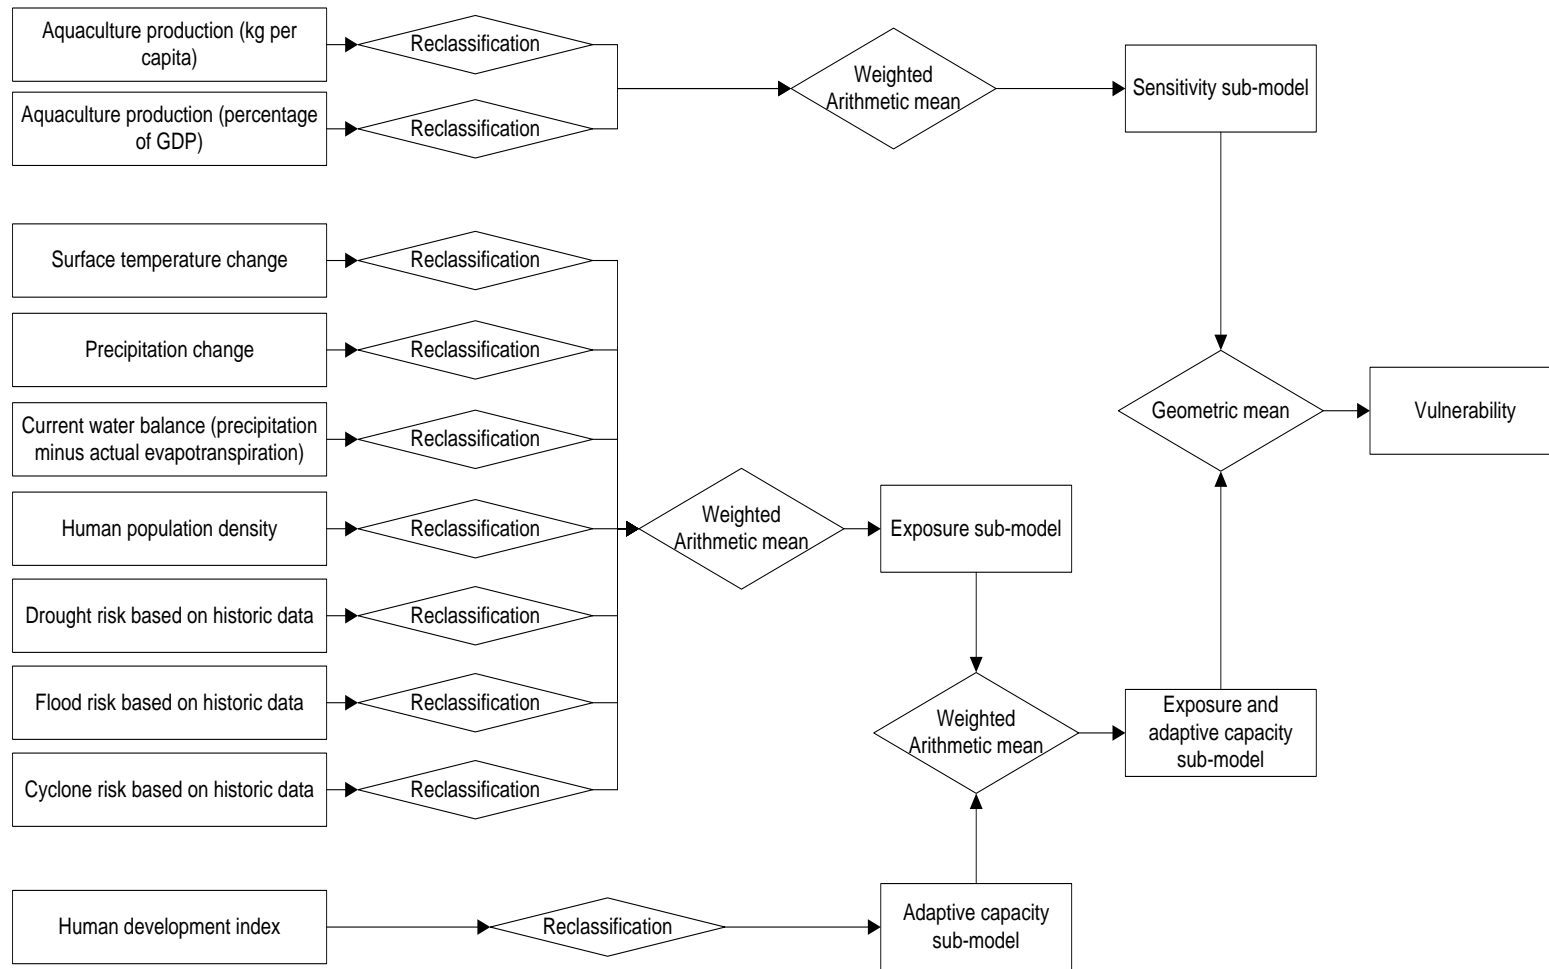 Aquaculture production (kg per
capita)
Reclassification
Weighted
Arithmetic mean
Sensitivity sub-model
Aquaculture production (percentage
of GDP)
Reclassification
Surface temperature change
Reclassification
Precipitation change
Reclassification
Geometric mean
Vulnerability
Current water balance (precipitation
minus actual evapotranspiration)
Reclassification
Human population density
Reclassification
Weighted
Arithmetic mean
Exposure sub-model
Drought risk based on historic data
Reclassification
Flood risk based on historic data
Reclassification
Weighted
Arithmetic mean
Exposure and
adaptive capacity
sub-model
Cyclone risk based on historic data
Reclassification
Human development index
Reclassification
Adaptive capacity
sub-model